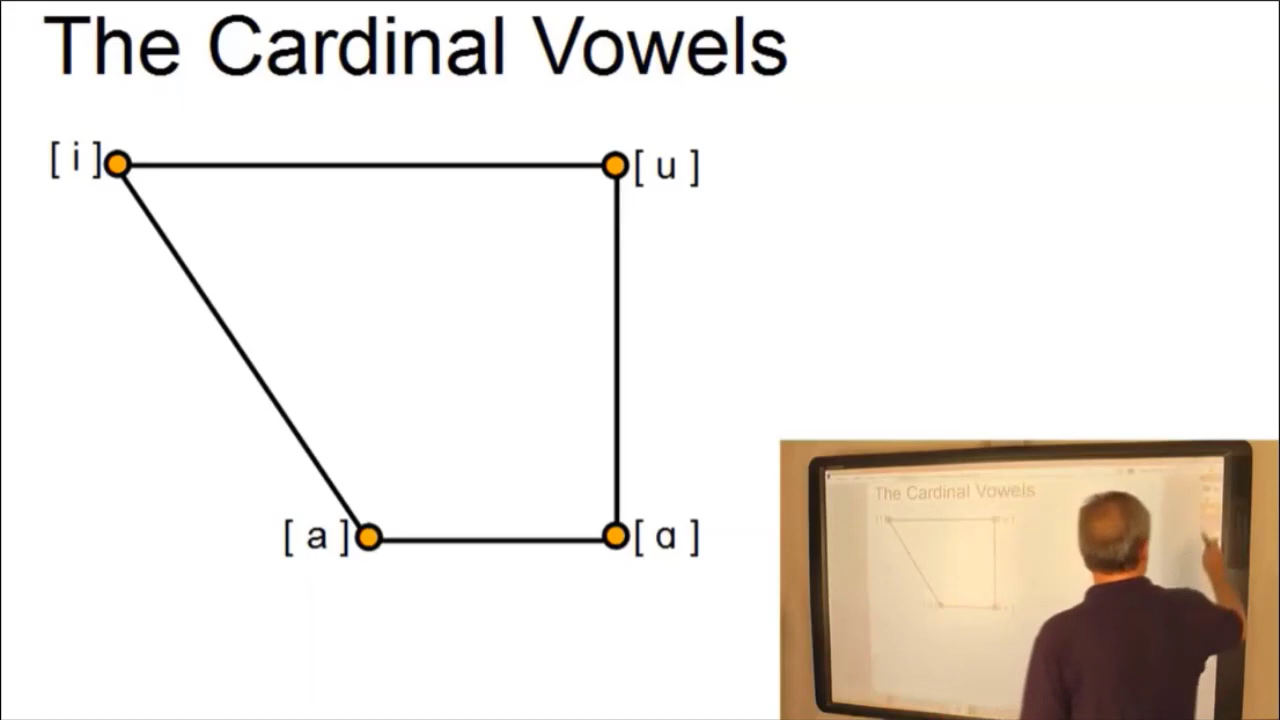 The Cardinal Vowels
[ i ]
[ u ]
[ a ]
[ ɑ ]
The Cardinal Vowels